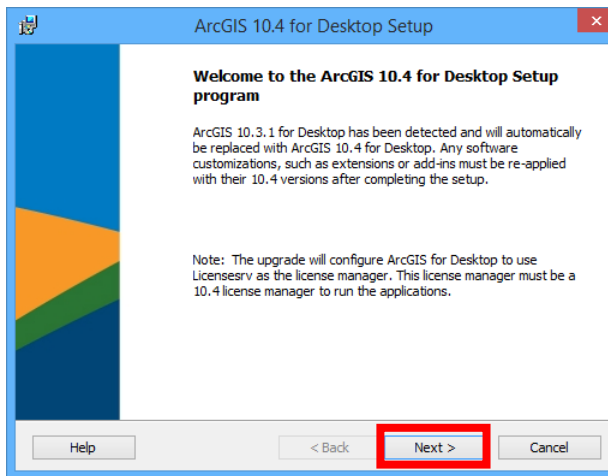 ArcGIS 10.4 for Desktop Setup
Welcome to the ArcGIS 10.4 for Desktop Setup
program
ArcGIS 10.3.1 for Desktop has been detected and will automatically
be replaced with ArcGIS 10.4 for Desktop. Any software
customizations, such as extensions or add-ins must be re-applied
with their 10.4 versions after completing the setup.
Note: The upgrade will configure ArcGIS for Desktop to use
Licensesrv as the license manager. This license manager must be a
10.4 license manager to run the applications.
Help
< Back
Next >
Cancel